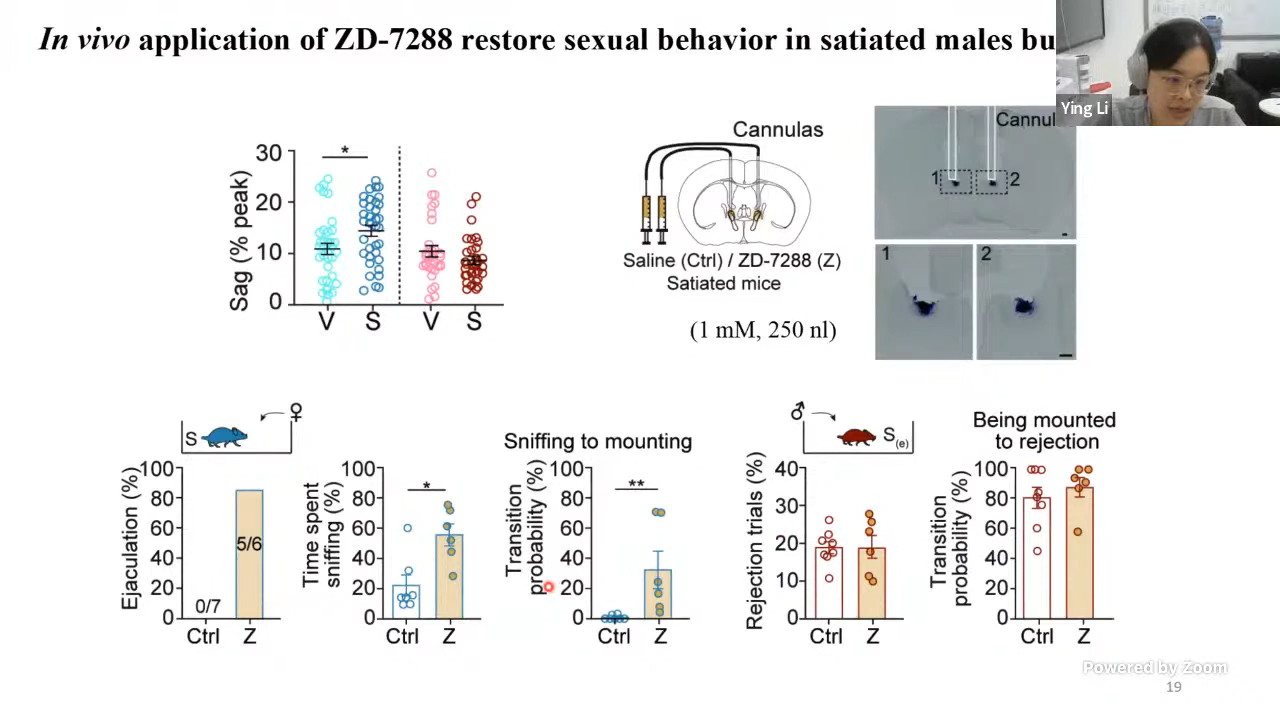 In vivo application of ZD-7288 restore sexual behavior in satiated males bu
Ying Li
Sag (% peak)
30
20
10
0
*
V
S
V
S
Cannulas
Saline (Ctrl) / ZD-7288 (Z)
Satiated mice
(1 mM, 250 nl)
Cannul
1
2
1
2
S
♀
Ejaculation (%)
100
80
60
40
20
0
0/7
5/6
Ctrl
Z
Time spent
sniffing (%)
100
80
60
40
20
0
*
Ctrl
Z
Sniffing to mounting
Transition
probability (%)
100
80
60
40
20
0
**
Ctrl
Z
♂
S(e)
Rejection trials (%)
40
30
20
10
0
Ctrl
Z
Being mounted
to rejection
Transition
probability (%)
100
80
60
40
20
0
Ctrl
Z
Powered by Zoom
19